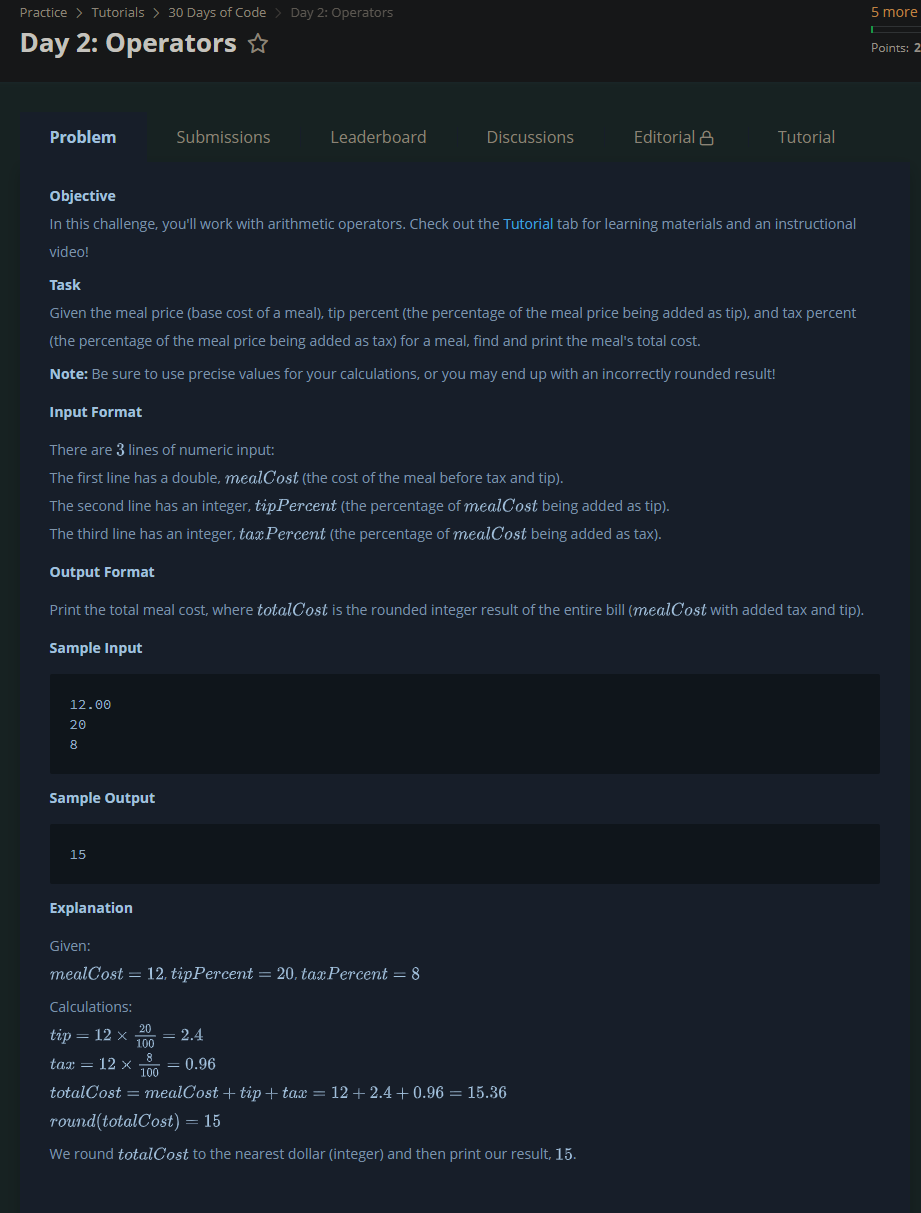 Practice > Tutorials > 30 Days of Code > Day 2: Operators
5 more
Day 2: Operators
Points: 2
Problem Submissions Leaderboard Discussions Editorial Tutorial
Objective
In this challenge, you'll work with arithmetic operators. Check out the Tutorial tab for learning materials and an instructional
video!
Task
Given the meal price (base cost of a meal), tip percent (the percentage of the meal price being added as tip), and tax percent
(the percentage of the meal price being added as tax) for a meal, find and print the meal's total cost.
Note: Be sure to use precise values for your calculations, or you may end up with an incorrectly rounded result!
Input Format
There are 3 lines of numeric input:
The first line has a double, mealCost (the cost of the meal before tax and tip).
The second line has an integer, tipPercent (the percentage of mealCost being added as tip).
The third line has an integer, taxPercent (the percentage of mealCost being added as tax).
Output Format
Print the total meal cost, where totalCost is the rounded integer result of the entire bill (mealCost with added tax and tip).
Sample Input
12.00
20
8
Sample Output
15
Explanation
Given:
mealCost = 12, tipPercent = 20, taxPercent = 8
Calculations:
tip = 12 × 20/100 = 2.4
tax = 12 × 8/100 = 0.96
totalCost = mealCost + tip + tax = 12 + 2.4 + 0.96 = 15.36
round(totalCost) = 15
We round totalCost to the nearest dollar (integer) and then print our result, 15.